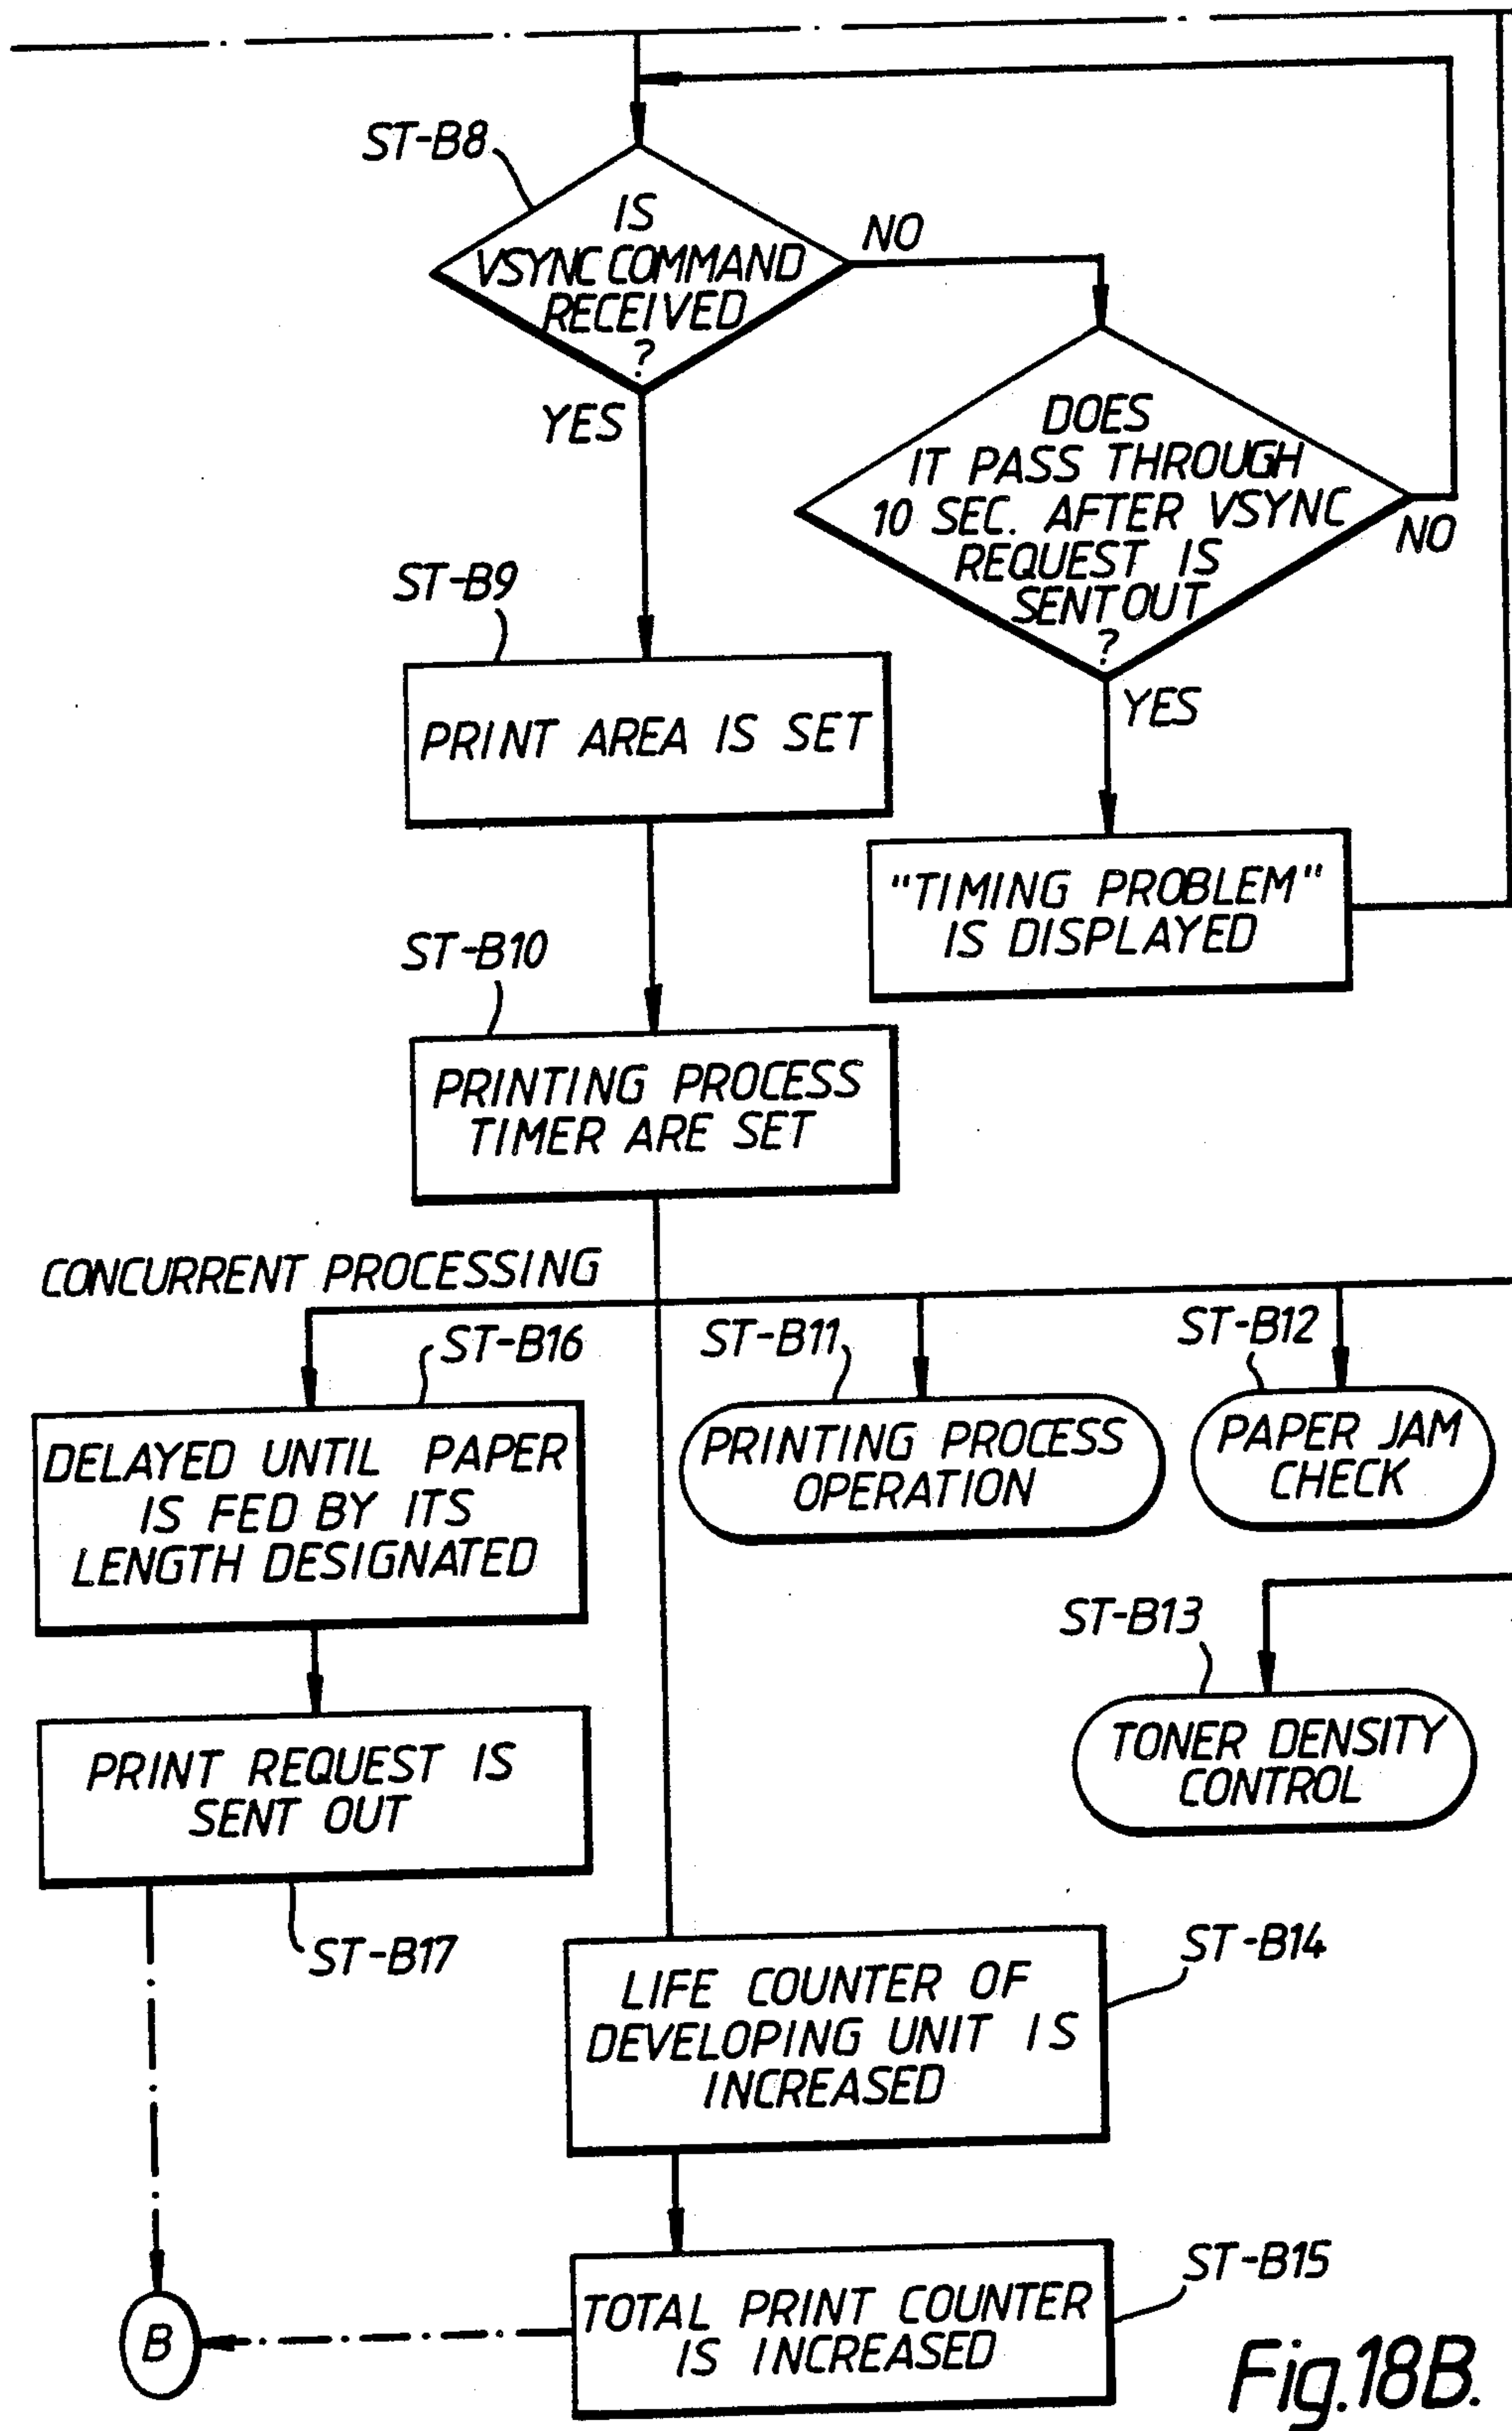 ST-B8
IS
VSYNC COMMAND
RECEIVED
?
NO
YES
DOES
IT PASS THROUGH
10 SEC. AFTER VSYNC
REQUEST IS
SENT OUT
?
NO
YES
ST-B9
PRINT AREA IS SET
"TIMING PROBLEM"
IS DISPLAYED
ST-B10
PRINTING PROCESS
TIMER ARE SET
CONCURRENT PROCESSING
ST-B16
DELAYED UNTIL PAPER
IS FED BY ITS
LENGTH DESIGNATED
ST-B11
PRINTING PROCESS
OPERATION
ST-B12
PAPER JAM
CHECK
ST-B13
TONER DENSITY
CONTROL
PRINT REQUEST IS
SENT OUT
ST-B17
ST-B14
LIFE COUNTER OF
DEVELOPING UNIT IS
INCREASED
ST-B15
TOTAL PRINT COUNTER
IS INCREASED
B
Fig.18B.